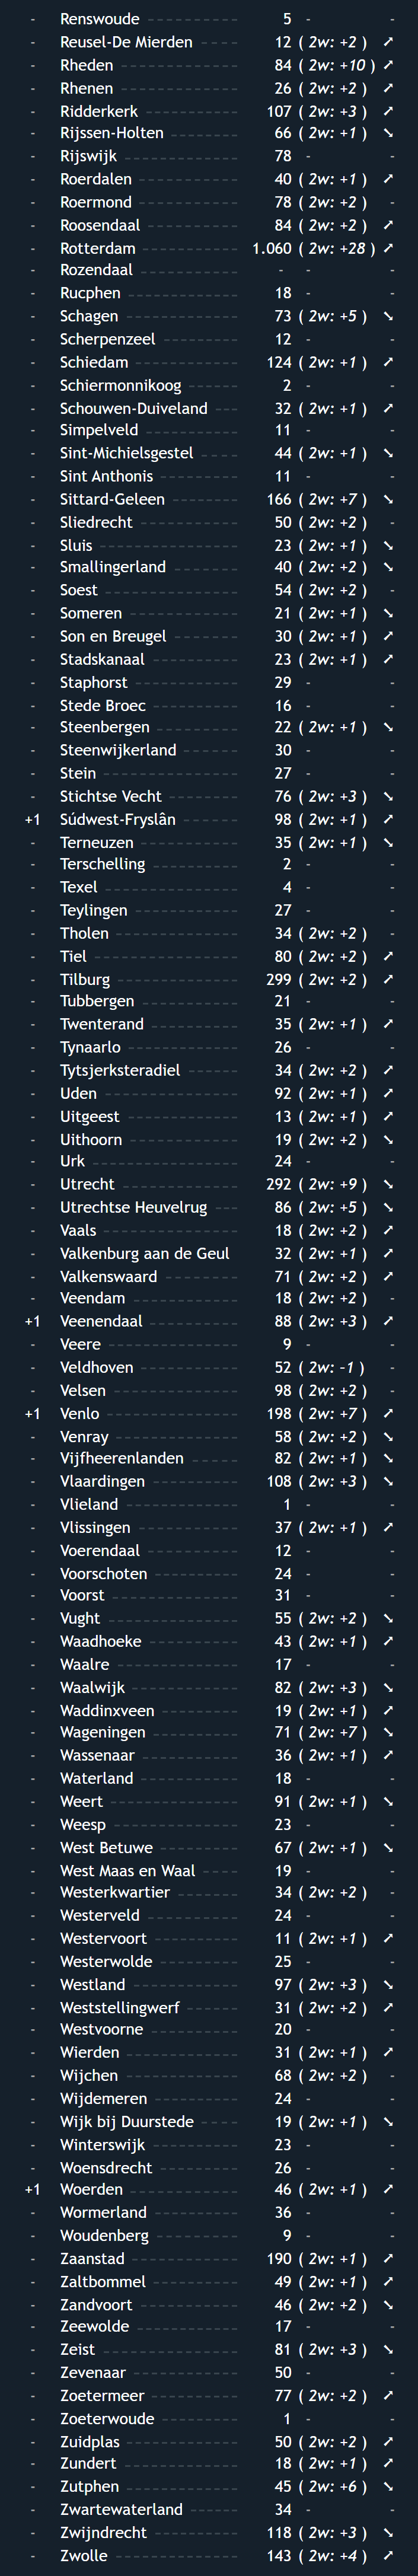 - Renswoude 5 - -
- Reusel-De Mierden 12 ( 2w: +2 ) ➚
- Rheden 84 ( 2w: +10 ) ➚
- Rhenen 26 ( 2w: +2 ) ➚
- Ridderkerk 107 ( 2w: +3 ) ➚
- Rijssen-Holten 66 ( 2w: +1 ) ➘
- Rijswijk 78 - -
- Roerdalen 40 ( 2w: +1 ) ➚
- Roermond 78 ( 2w: +2 ) -
- Roosendaal 84 ( 2w: +2 ) ➚
- Rotterdam 1.060 ( 2w: +28 ) ➚
- Rozendaal - - -
- Rucphen 18 - -
- Schagen 73 ( 2w: +5 ) ➘
- Scherpenzeel 12 - -
- Schiedam 124 ( 2w: +1 ) ➚
- Schiermonnikoog 2 - -
- Schouwen-Duiveland 32 ( 2w: +1 ) ➚
- Simpelveld 11 - -
- Sint-Michielsgestel 44 ( 2w: +1 ) ➘
- Sint Anthonis 11 - -
- Sittard-Geleen 166 ( 2w: +7 ) ➘
- Sliedrecht 50 ( 2w: +2 ) -
- Sluis 23 ( 2w: +1 ) ➘
- Smallingerland 40 ( 2w: +2 ) ➘
- Soest 54 ( 2w: +2 ) -
- Someren 21 ( 2w: +1 ) ➘
- Son en Breugel 30 ( 2w: +1 ) ➚
- Stadskanaal 23 ( 2w: +1 ) ➚
- Staphorst 29 - -
- Stede Broec 16 - -
- Steenbergen 22 ( 2w: +1 ) ➘
- Steenwijkerland 30 - -
- Stein 27 - -
- Stichtse Vecht 76 ( 2w: +3 ) ➘
+1 Súdwest-Fryslân 98 ( 2w: +1 ) ➚
- Terneuzen 35 ( 2w: +1 ) ➘
- Terschelling 2 - -
- Texel 4 - -
- Teylingen 27 - -
- Tholen 34 ( 2w: +2 ) -
- Tiel 80 ( 2w: +2 ) ➚
- Tilburg 299 ( 2w: +2 ) ➚
- Tubbergen 21 - -
- Twenterand 35 ( 2w: +1 ) ➚
- Tynaarlo 26 - -
- Tytsjerksteradiel 34 ( 2w: +2 ) ➚
- Uden 92 ( 2w: +1 ) ➚
- Uitgeest 13 ( 2w: +1 ) ➚
- Uithoorn 19 ( 2w: +2 ) ➘
- Urk 24 - -
- Utrecht 292 ( 2w: +9 ) ➘
- Utrechtse Heuvelrug 86 ( 2w: +5 ) ➘
- Vaals 18 ( 2w: +2 ) ➚
- Valkenburg aan de Geul 32 ( 2w: +1 ) ➚
- Valkenswaard 71 ( 2w: +2 ) ➚
- Veendam 18 ( 2w: +2 ) -
+1 Veenendaal 88 ( 2w: +3 ) ➚
- Veere 9 - -
- Veldhoven 52 ( 2w: -1 ) -
- Velsen 98 ( 2w: +2 ) -
+1 Venlo 198 ( 2w: +7 ) ➚
- Venray 58 ( 2w: +2 ) ➘
- Vijfheerenlanden 82 ( 2w: +1 ) ➘
- Vlaardingen 108 ( 2w: +3 ) ➘
- Vlieland 1 - -
- Vlissingen 37 ( 2w: +1 ) ➚
- Voerendaal 12 - -
- Voorschoten 24 - -
- Voorst 31 - -
- Vught 55 ( 2w: +2 ) ➘
- Waadhoeke 43 ( 2w: +1 ) ➚
- Waalre 17 - -
- Waalwijk 82 ( 2w: +3 ) ➘
- Waddinxveen 19 ( 2w: +1 ) ➚
- Wageningen 71 ( 2w: +7 ) ➘
- Wassenaar 36 ( 2w: +1 ) ➚
- Waterland 18 - -
- Weert 91 ( 2w: +1 ) ➘
- Weesp 23 - -
- West Betuwe 67 ( 2w: +1 ) ➘
- West Maas en Waal 19 - -
- Westerkwartier 34 ( 2w: +2 ) -
- Westerveld 24 - -
- Westervoort 11 ( 2w: +1 ) ➚
- Westerwolde 25 - -
- Westland 97 ( 2w: +3 ) ➘
- Weststellingwerf 31 ( 2w: +2 ) ➚
- Westvoorne 20 - -
- Wierden 31 ( 2w: +1 ) ➚
- Wijchen 68 ( 2w: +2 ) -
- Wijdemeren 24 - -
- Wijk bij Duurstede 19 ( 2w: +1 ) ➘
- Winterswijk 23 - -
- Woensdrecht 26 - -
+1 Woerden 46 ( 2w: +1 ) ➚
- Wormerland 36 - -
- Woudenberg 9 - -
- Zaanstad 190 ( 2w: +1 ) ➚
- Zaltbommel 49 ( 2w: +1 ) ➚
- Zandvoort 46 ( 2w: +2 ) ➘
- Zeewolde 17 - -
- Zeist 81 ( 2w: +3 ) ➘
- Zevenaar 50 - -
- Zoetermeer 77 ( 2w: +2 ) ➚
- Zoeterwoude 1 - -
- Zuidplas 50 ( 2w: +2 ) ➚
- Zundert 18 ( 2w: +1 ) ➚
- Zutphen 45 ( 2w: +6 ) ➘
- Zwartewaterland 34 - -
- Zwijndrecht 118 ( 2w: +3 ) ➘
- Zwolle 143 ( 2w: +4 ) ➚